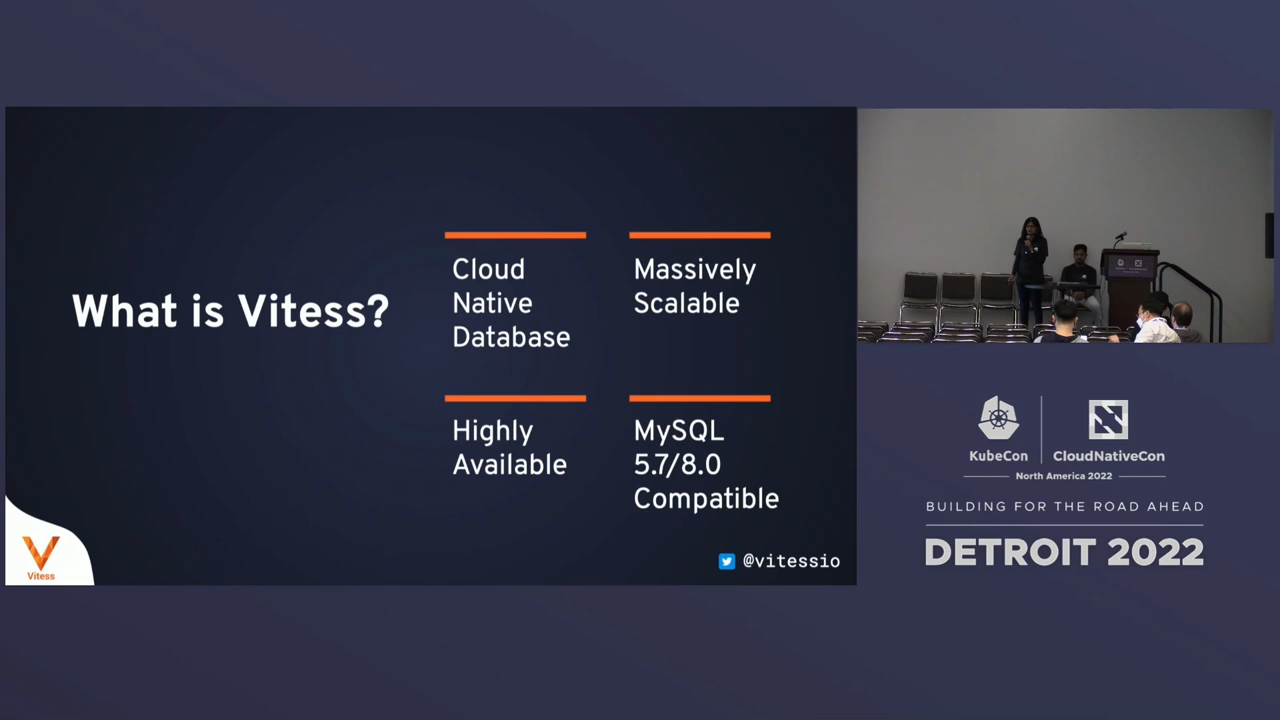 What is Vitess?
Cloud
Native
Database
Massively
Scalable
Highly
Available
MySQL
5.7/8.0
Compatible
Vitess
@vitessio
KubeCon
CloudNativeCon
North America 2022
BUILDING FOR THE ROAD AHEAD
DETROIT 2022